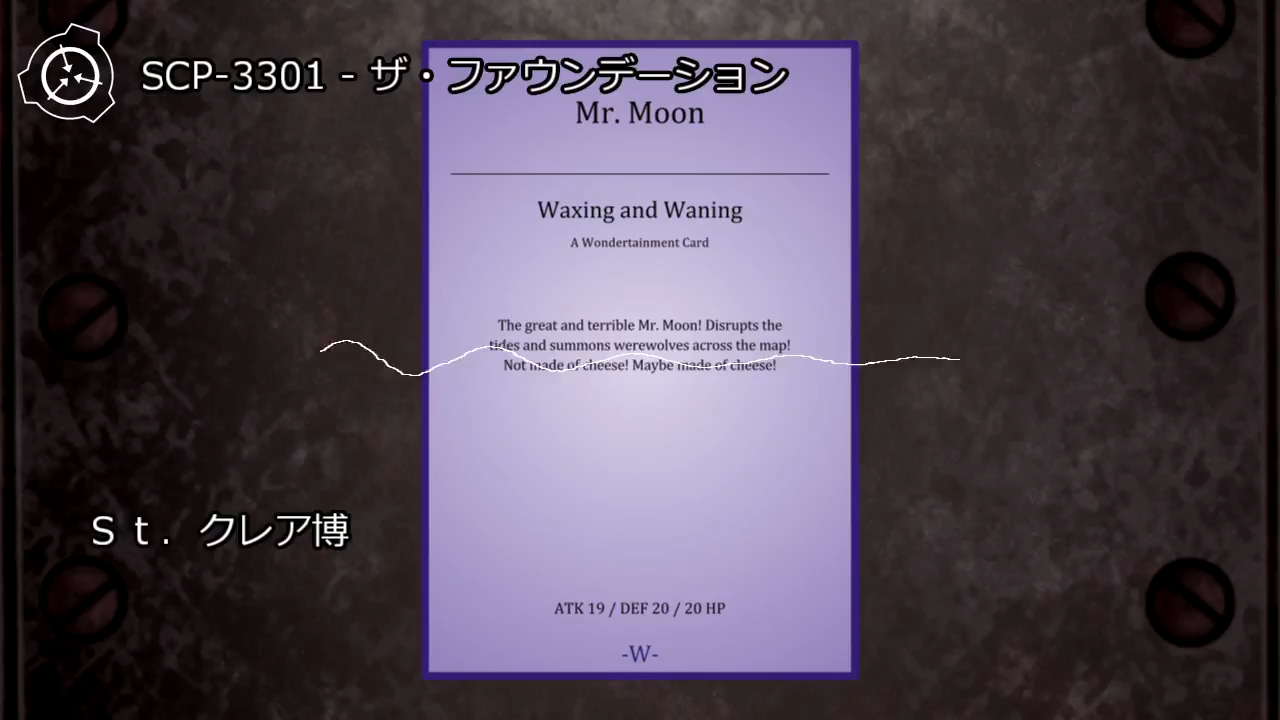 SCP-3301 - ザ・ファウンデーション
Mr. Moon
Waxing and Waning
A Wondertainment Card
The great and terrible Mr. Moon! Disrupts the
tides and summons werewolves across the map!
Not made of cheese! Maybe made of cheese!
Ｓｔ．クレア博
ATK 19 / DEF 20 / 20 HP
-W-